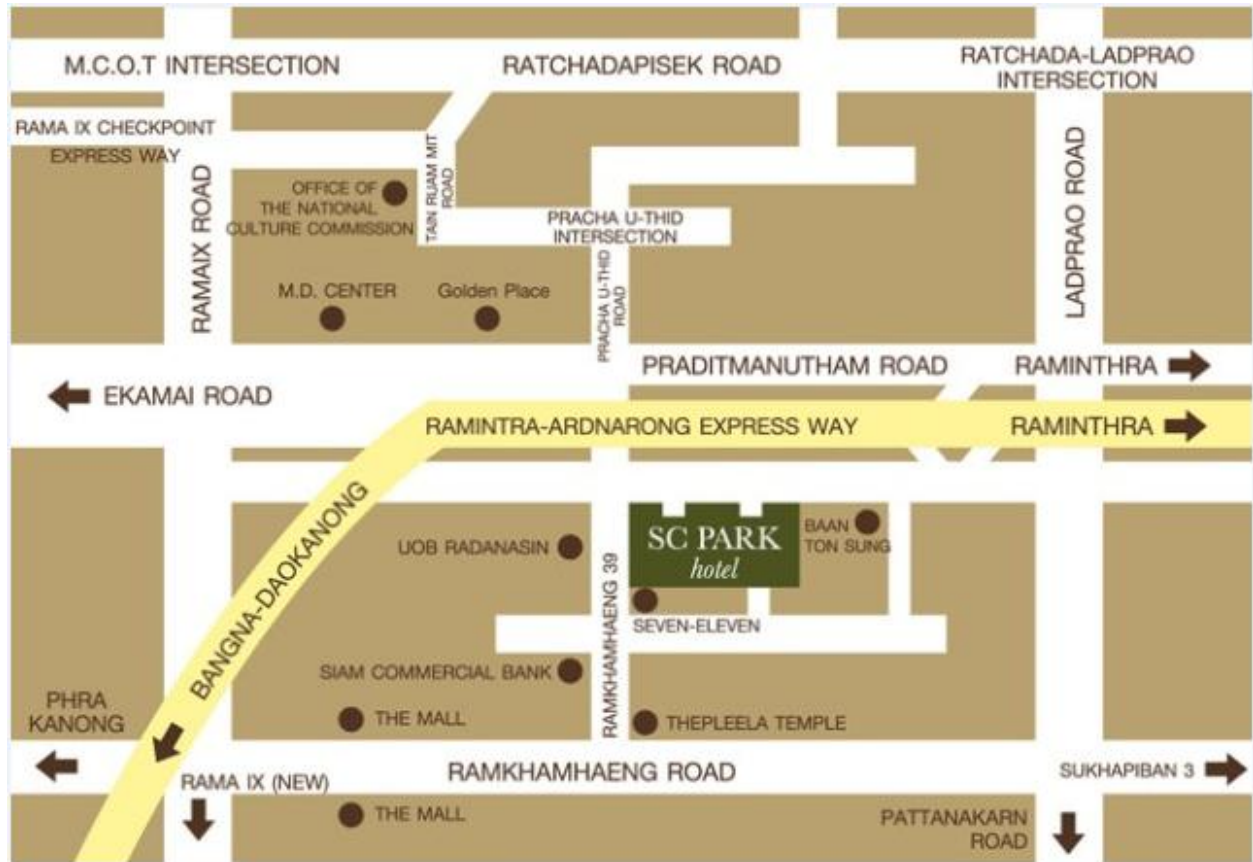 M.C.O.T INTERSECTION
RATCHADAPISEK ROAD
RATCHADA-LADPRAO
INTERSECTION
RAMA IX CHECKPOINT
EXPRESS WAY
RAMAIX ROAD
OFFICE OF
THE NATIONAL
CULTURE COMMISSION
TAIN RUAM MIT
ROAD
PRACHA U-THID
INTERSECTION
LADPRAO ROAD
M.D. CENTER
Golden Place
PRACHA U-THID
ROAD
PRADITMANUTHAM ROAD
RAMINTHRA
EKAMAI ROAD
RAMINTRA-ARDNARONG EXPRESS WAY
RAMINTHRA
BANGNA-DAOKANONG
UOB RADANASIN
RAMKHAMHAENG 39
SC PARK
hotel
BAAN
TON SUNG
SEVEN-ELEVEN
SIAM COMMERCIAL BANK
PHRA
KANONG
THE MALL
THEPLEELA TEMPLE
RAMA IX (NEW)
RAMKHAMHAENG ROAD
SUKHAPIBAN 3
THE MALL
PATTANAKARN
ROAD